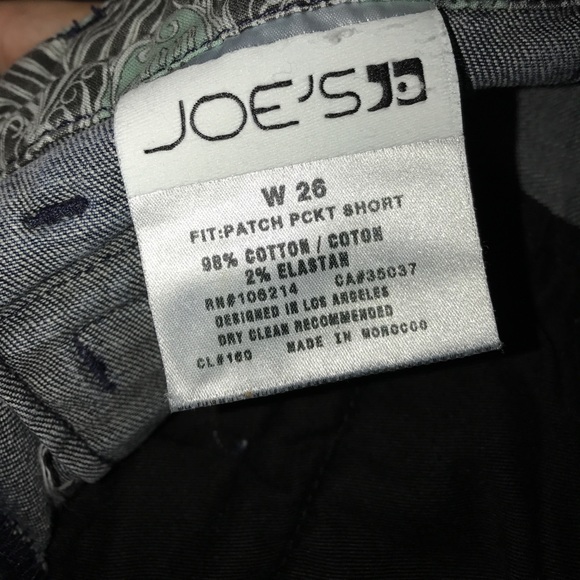 JOE'S
W 26
FIT:PATCH PCKT SHORT
98% COTTON / COTON
2% ELASTAN
RN#106214 CA#35037
DESIGNED IN LOS ANGELES
DRY CLEAN RECOMMENDED
CL#160 MADE IN MOROCCO